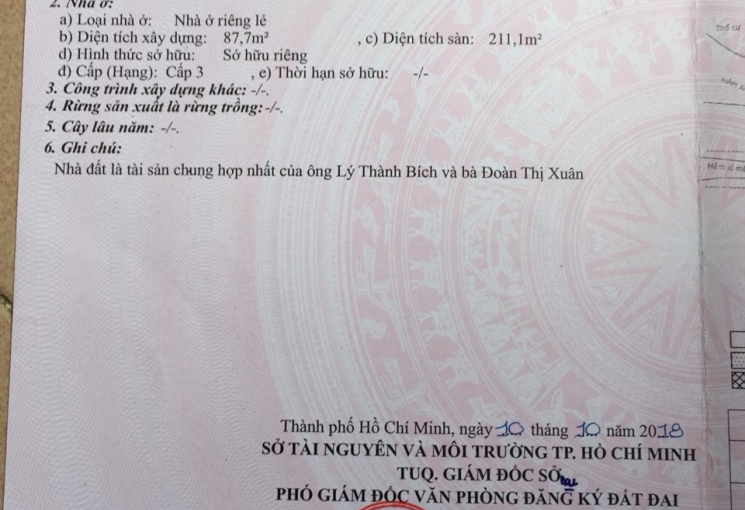 2. Nhà ở:
a) Loại nhà ở: Nhà ở riêng lẻ
b) Diện tích xây dựng: 87,7m² , c) Diện tích sàn: 211,1m²
d) Hình thức sở hữu: Sở hữu riêng
đ) Cấp (Hạng): Cấp 3 , e) Thời hạn sở hữu: -/-
3. Công trình xây dựng khác: -/-.
4. Rừng sản xuất là rừng trồng: -/-.
5. Cây lâu năm: -/-.
6. Ghi chú:
Nhà đất là tài sản chung hợp nhất của ông Lý Thành Bích và bà Đoàn Thị Xuân
Thành phố Hồ Chí Minh, ngày 10 tháng 10 năm 2018
SỞ TÀI NGUYÊN VÀ MÔI TRƯỜNG TP. HỒ CHÍ MINH
TUQ. GIÁM ĐỐC SỞ
PHÓ GIÁM ĐỐC VĂN PHÒNG ĐĂNG KÝ ĐẤT ĐAI